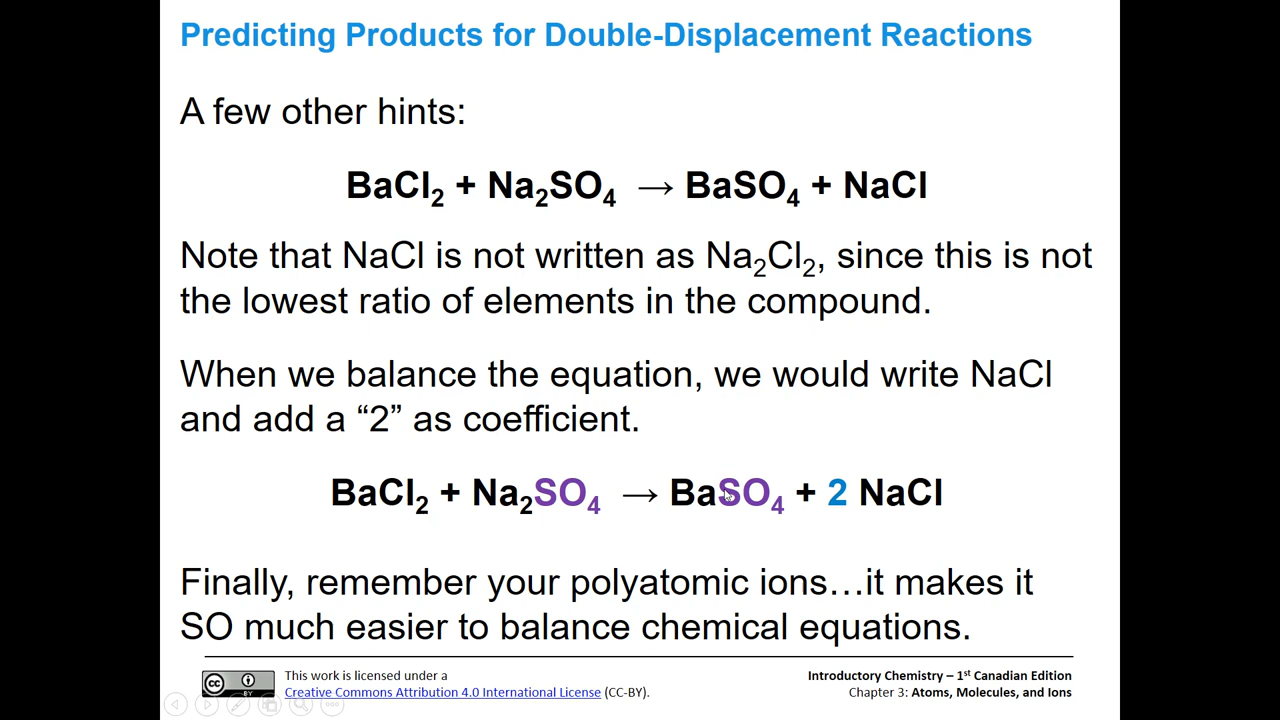 Predicting Products for Double-Displacement Reactions
A few other hints:
BaCl₂ + Na₂SO₄ → BaSO₄ + NaCl
Note that NaCl is not written as Na₂Cl₂, since this is not
the lowest ratio of elements in the compound.
When we balance the equation, we would write NaCl
and add a “2” as coefficient.
BaCl₂ + Na₂SO₄ → BaSO₄ + 2 NaCl
Finally, remember your polyatomic ions…it makes it
SO much easier to balance chemical equations.
cc BY
This work is licensed under a
Creative Commons Attribution 4.0 International License (CC-BY).
Introductory Chemistry – 1st Canadian Edition
Chapter 3: Atoms, Molecules, and Ions